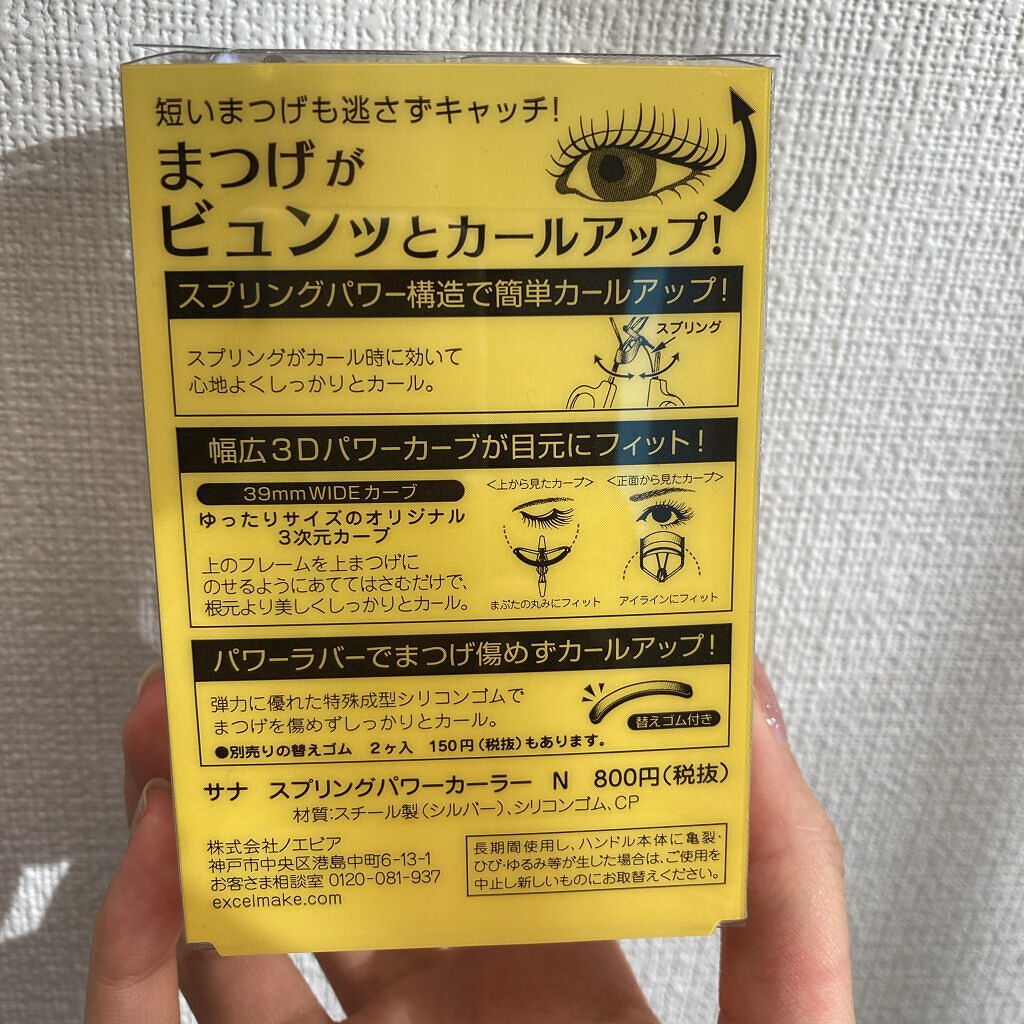 短いまつげも逃さずキャッチ!
まつげが
ビュンッとカールアップ!
スプリングパワー構造で簡単カールアップ!
スプリングがカール時に効いて
心地よくしっかりとカール。
スプリング
幅広3Dパワーカーブが目元にフィット!
39mmWIDEカーブ
ゆったりサイズのオリジナル
3次元カーブ
上のフレームを上まつげに
のせるようにあててはさむだけで、
根元より美しくしっかりとカール。
<上から見たカーブ>
まぶたの丸みにフィット
<正面から見たカーブ>
アイラインにフィット
パワーラバーでまつげ傷めずカールアップ!
弾力に優れた特殊成型シリコンゴムで
まつげを傷めずしっかりとカール。
替えゴム付き
●別売りの替えゴム 2ヶ入 150円(税抜)もあります。
サナ スプリングパワーカーラー N 800円(税抜)
材質:スチール製(シルバー)、シリコンゴム、CP
株式会社ノエビア
神戸市中央区港島中町6-13-1
お客さま相談室 0120-081-937
excelmake.com
長期間使用し、ハンドル本体に亀裂・
ひび・ゆるみ等が生じた場合は、ご使用を
中止し新しいものにお取替えください。